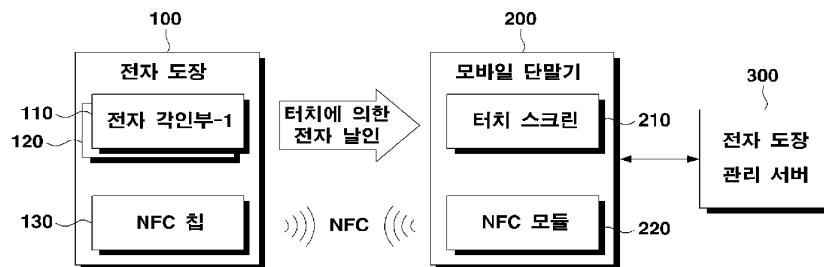 100
전자 도장
110
전자 각인부-1
120
130
NFC 칩
터치에 의한
전자 날인
NFC
200
모바일 단말기
터치 스크린
210
NFC 모듈
220
300
전자 도장
관리 서버